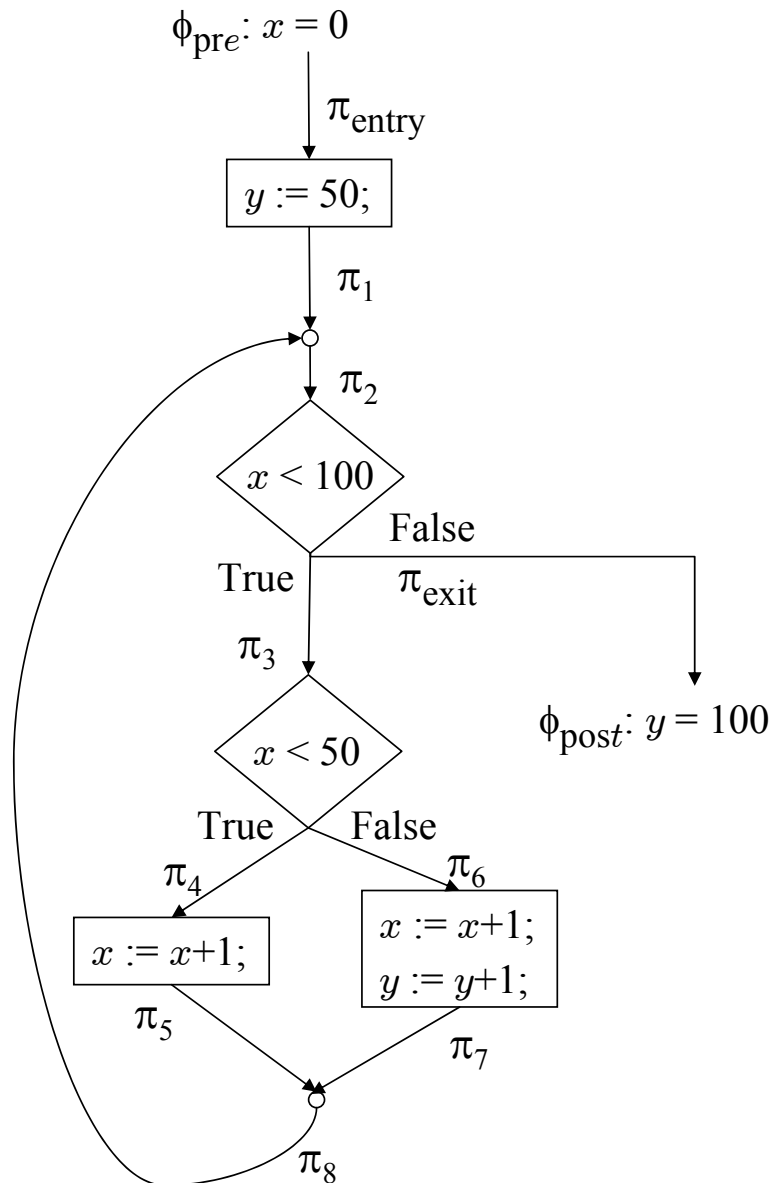 ϕpre: x = 0
πentry
y := 50;
π1
π2
x < 100
False
True
πexit
π3
ϕpost: y = 100
x < 50
True
False
π4
π6
x := x+1;
x := x+1;
y := y+1;
π5
π7
π8